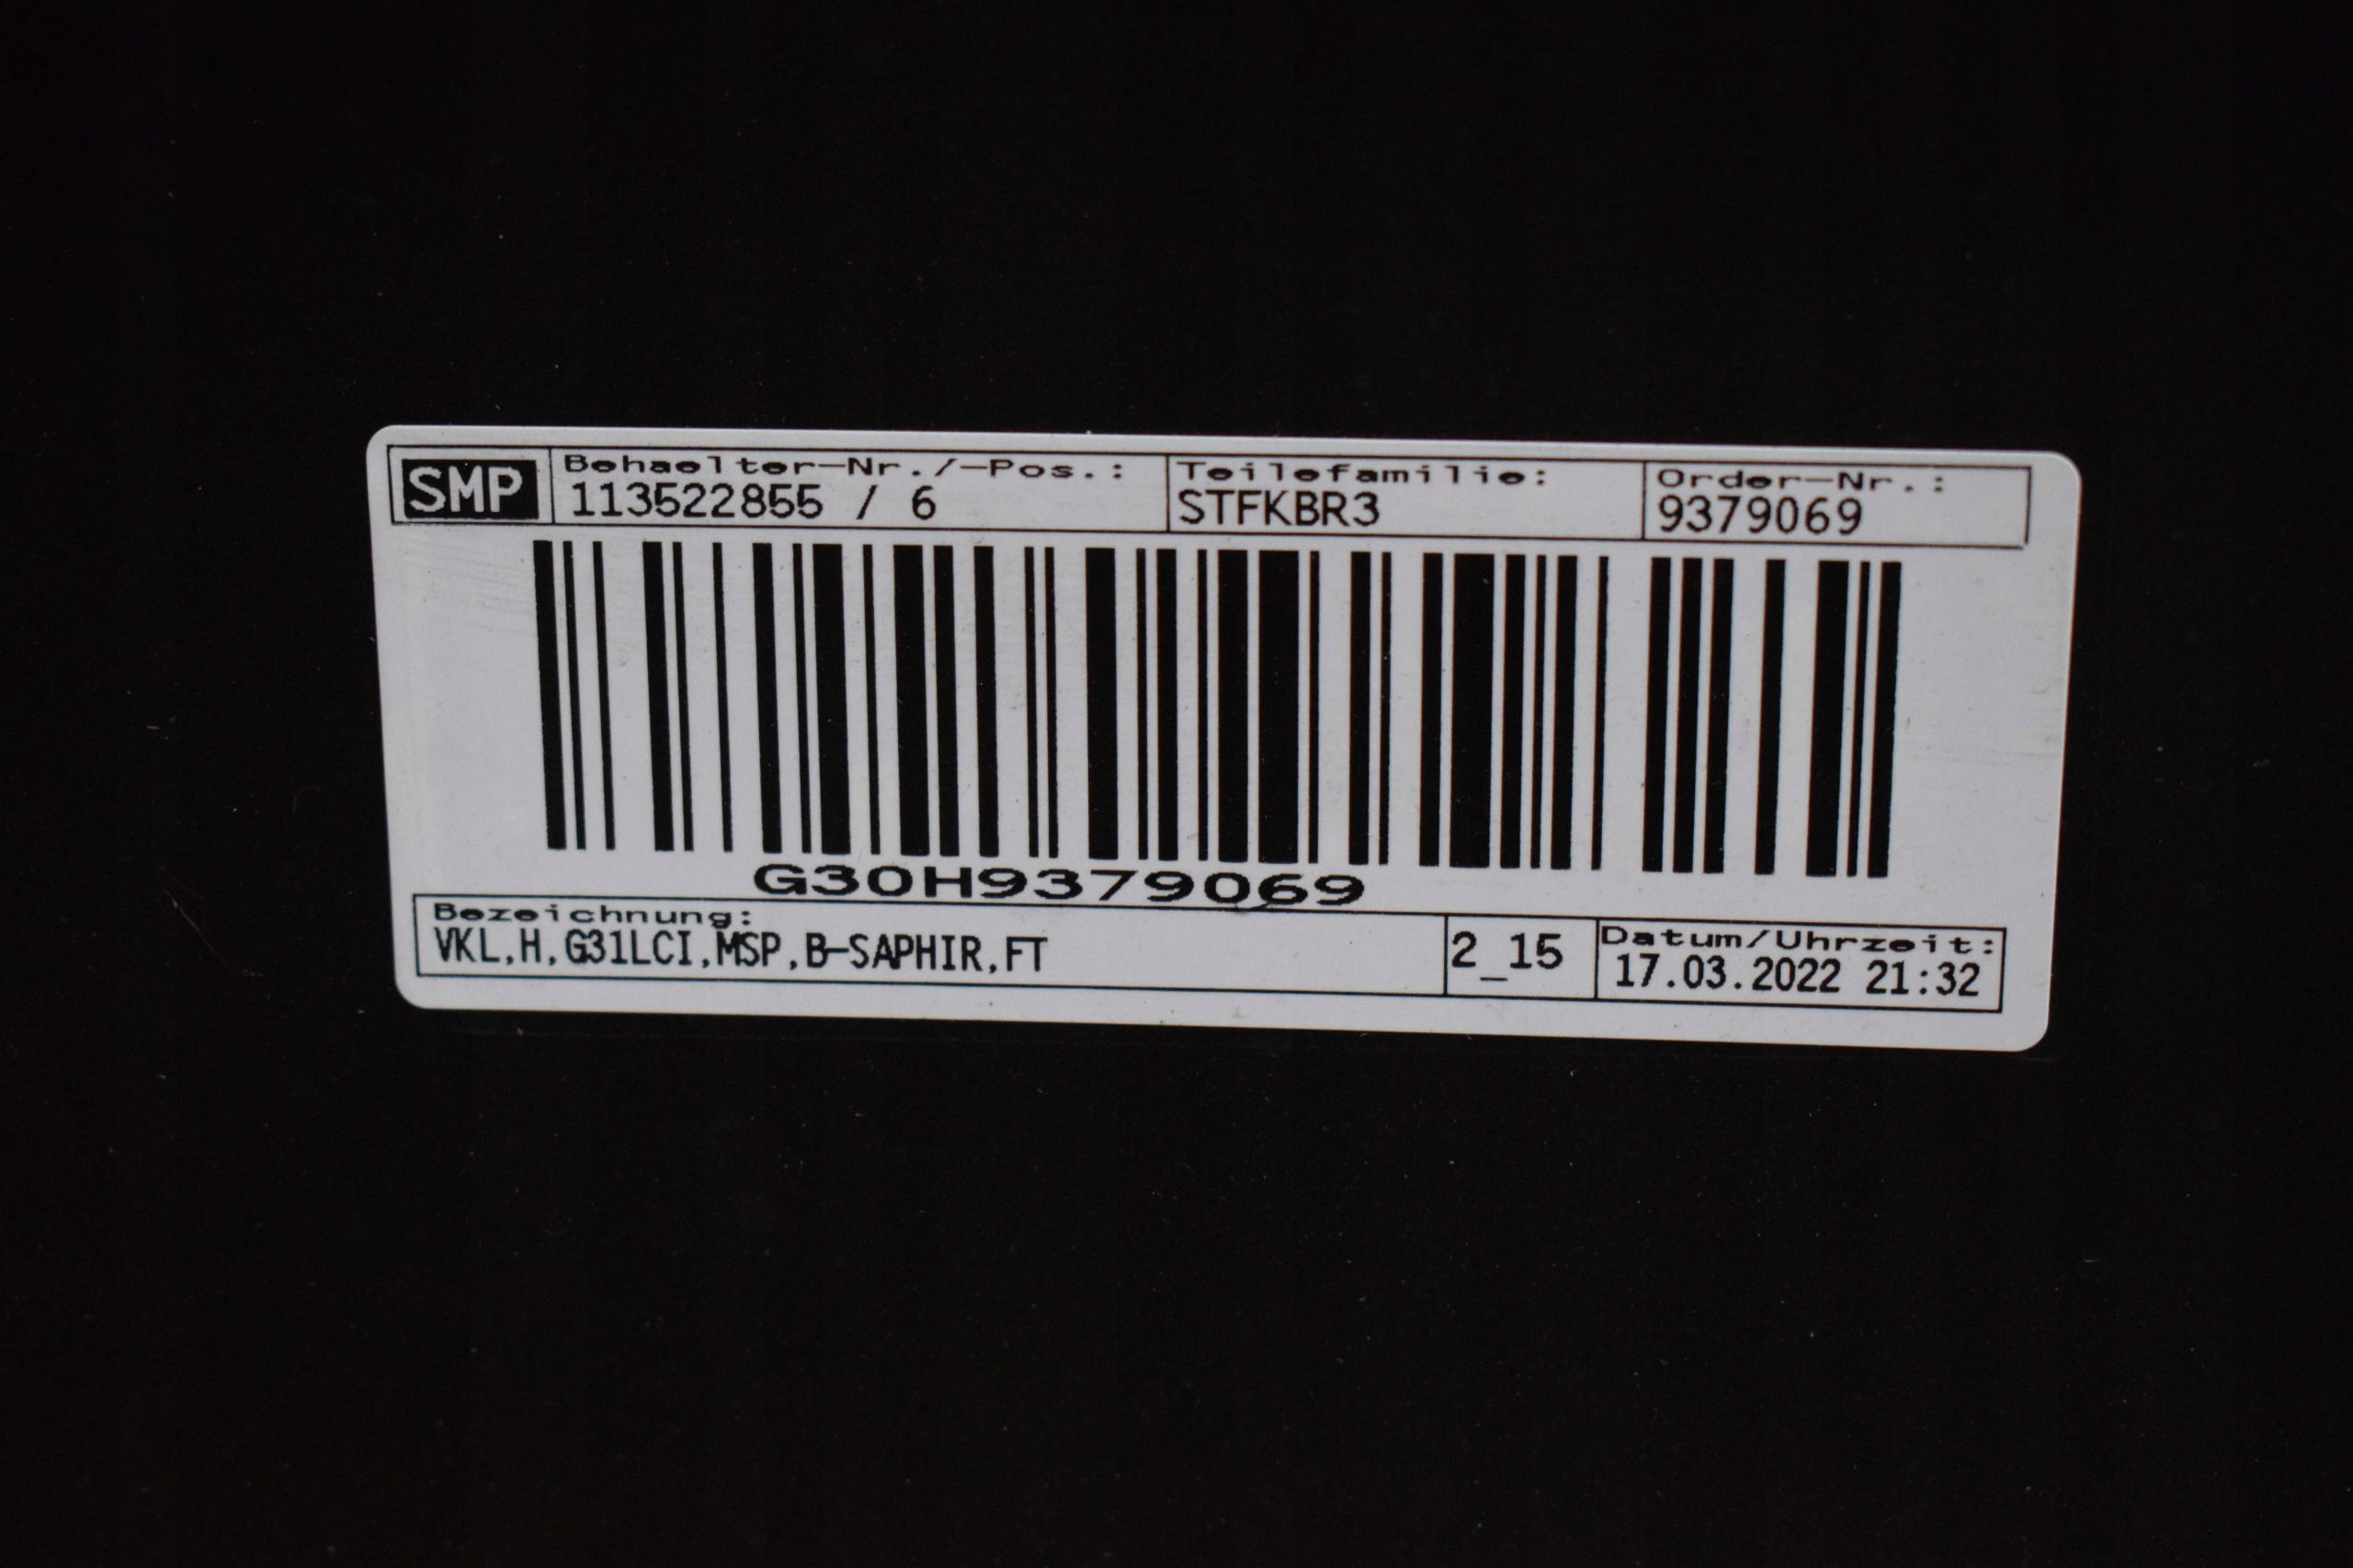 SMP
Behaelter-Nr./-Pos.:
113522855 / 6
Teilefamilie:
STFKBR3
Order-Nr.:
9379069
G30H9379069
Bezeichnung:
VKL,H,G31LCI,MSP,B-SAPHIR,FT
2_15
Datum/Uhrzeit:
17.03.2022 21:32